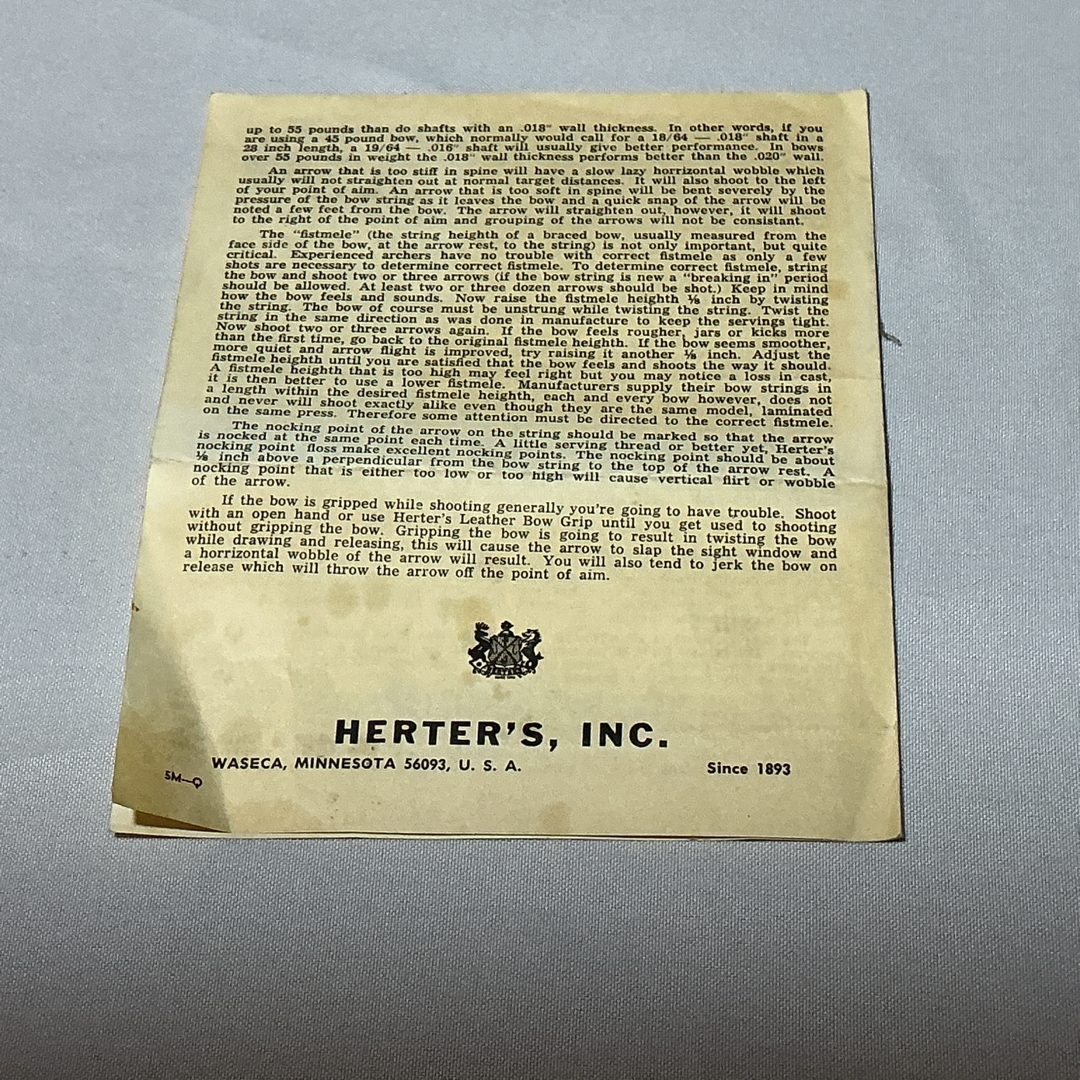 up to 55 pounds than do shafts with an .018" wall thickness. In other words, if you
are using a 45 pound bow, which normally would call for a 18/64 — .018" shaft in a
28 inch length, a 19/64 — .016" shaft will usually give better performance. In bows
over 55 pounds in weight the .018" wall thickness performs better than the .020" wall.
An arrow that is too stiff in spine will have a slow lazy horrizontal wobble which
usually will not straighten out at normal target distances. It will also shoot to the left
of your point of aim. An arrow that is too soft in spine will be bent severely by the
pressure of the bow string as it leaves the bow and a quick snap of the arrow will be
noted a few feet from the bow. The arrow will straighten out, however, it will shoot
to the right of the point of aim and grouping of the arrows will not be consistant.
The "fistmele" (the string heighth of a braced bow, usually measured from the
face side of the bow, at the arrow rest, to the string) is not only important, but quite
critical. Experienced archers have no trouble with correct fistmele as only a few
shots are necessary to determine correct fistmele. To determine correct fistmele, string
the bow and shoot two or three arrows (if the bow string is new a "breaking in" period
should be allowed. At least two or three dozen arrows should be shot.) Keep in mind
how the bow feels and sounds. Now raise the fistmele heighth ⅛ inch by twisting
the string. The bow of course must be unstrung while twisting the string. Twist the
string in the same direction as was done in manufacture to keep the servings tight.
Now shoot two or three arrows again. If the bow feels rougher, jars or kicks more
than the first time, go back to the original fistmele heighth. If the bow seems smoother,
more quiet and arrow flight is improved, try raising it another ⅛ inch. Adjust the
fistmele heighth until you are satisfied that the bow feels and shoots the way it should.
A fistmele heighth that is too high may feel right but you may notice a loss in cast,
it is then better to use a lower fistmele. Manufacturers supply their bow strings in
a length within the desired fistmele heighth, each and every bow however, does not
and never will shoot exactly alike even though they are the same model, laminated
on the same press. Therefore some attention must be directed to the correct fistmele.
The nocking point of the arrow on the string should be marked so that the arrow
is nocked at the same point each time. A little serving thread or better yet, Herter's
nocking point floss make excellent nocking points. The nocking point should be about
⅛ inch above a perpendicular from the bow string to the top of the arrow rest. A
nocking point that is either too low or too high will cause vertical flirt or wobble
of the arrow.
If the bow is gripped while shooting generally you're going to have trouble. Shoot
with an open hand or use Herter's Leather Bow Grip until you get used to shooting
without gripping the bow. Gripping the bow is going to result in twisting the bow
while drawing and releasing, this will cause the arrow to slap the sight window and
a horrizontal wobble of the arrow will result. You will also tend to jerk the bow on
release which will throw the arrow off the point of aim.
HERTER'S, INC.
WASECA, MINNESOTA 56093, U. S. A.
Since 1893
5M—Q